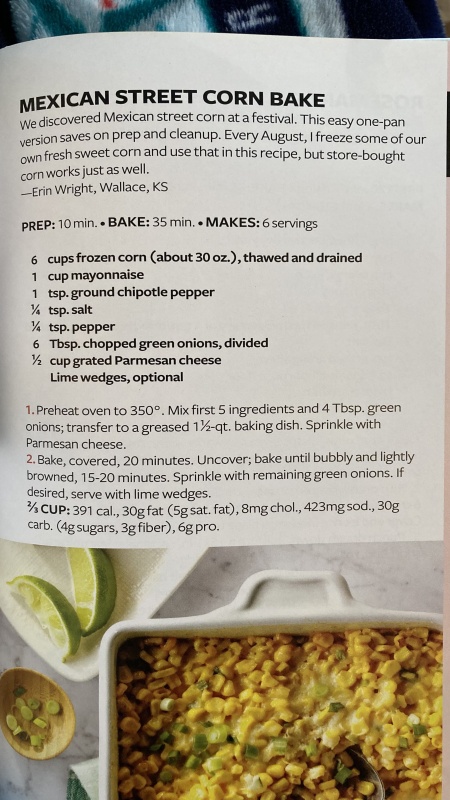 MEXICAN STREET CORN BAKE
We discovered Mexican street corn at a festival. This easy one-pan
version saves on prep and cleanup. Every August, I freeze some of our
own fresh sweet corn and use that in this recipe, but store-bought
corn works just as well.
—Erin Wright, Wallace, KS
PREP: 10 min. • BAKE: 35 min. • MAKES: 6 servings
6 cups frozen corn (about 30 oz.), thawed and drained
1 cup mayonnaise
1 tsp. ground chipotle pepper
¼ tsp. salt
¼ tsp. pepper
6 Tbsp. chopped green onions, divided
½ cup grated Parmesan cheese
Lime wedges, optional
1. Preheat oven to 350°. Mix first 5 ingredients and 4 Tbsp. green
onions; transfer to a greased 1½-qt. baking dish. Sprinkle with
Parmesan cheese.
2. Bake, covered, 20 minutes. Uncover; bake until bubbly and lightly
browned, 15-20 minutes. Sprinkle with remaining green onions. If
desired, serve with lime wedges.
⅔ CUP: 391 cal., 30g fat (5g sat. fat), 8mg chol., 423mg sod., 30g
carb. (4g sugars, 3g fiber), 6g pro.